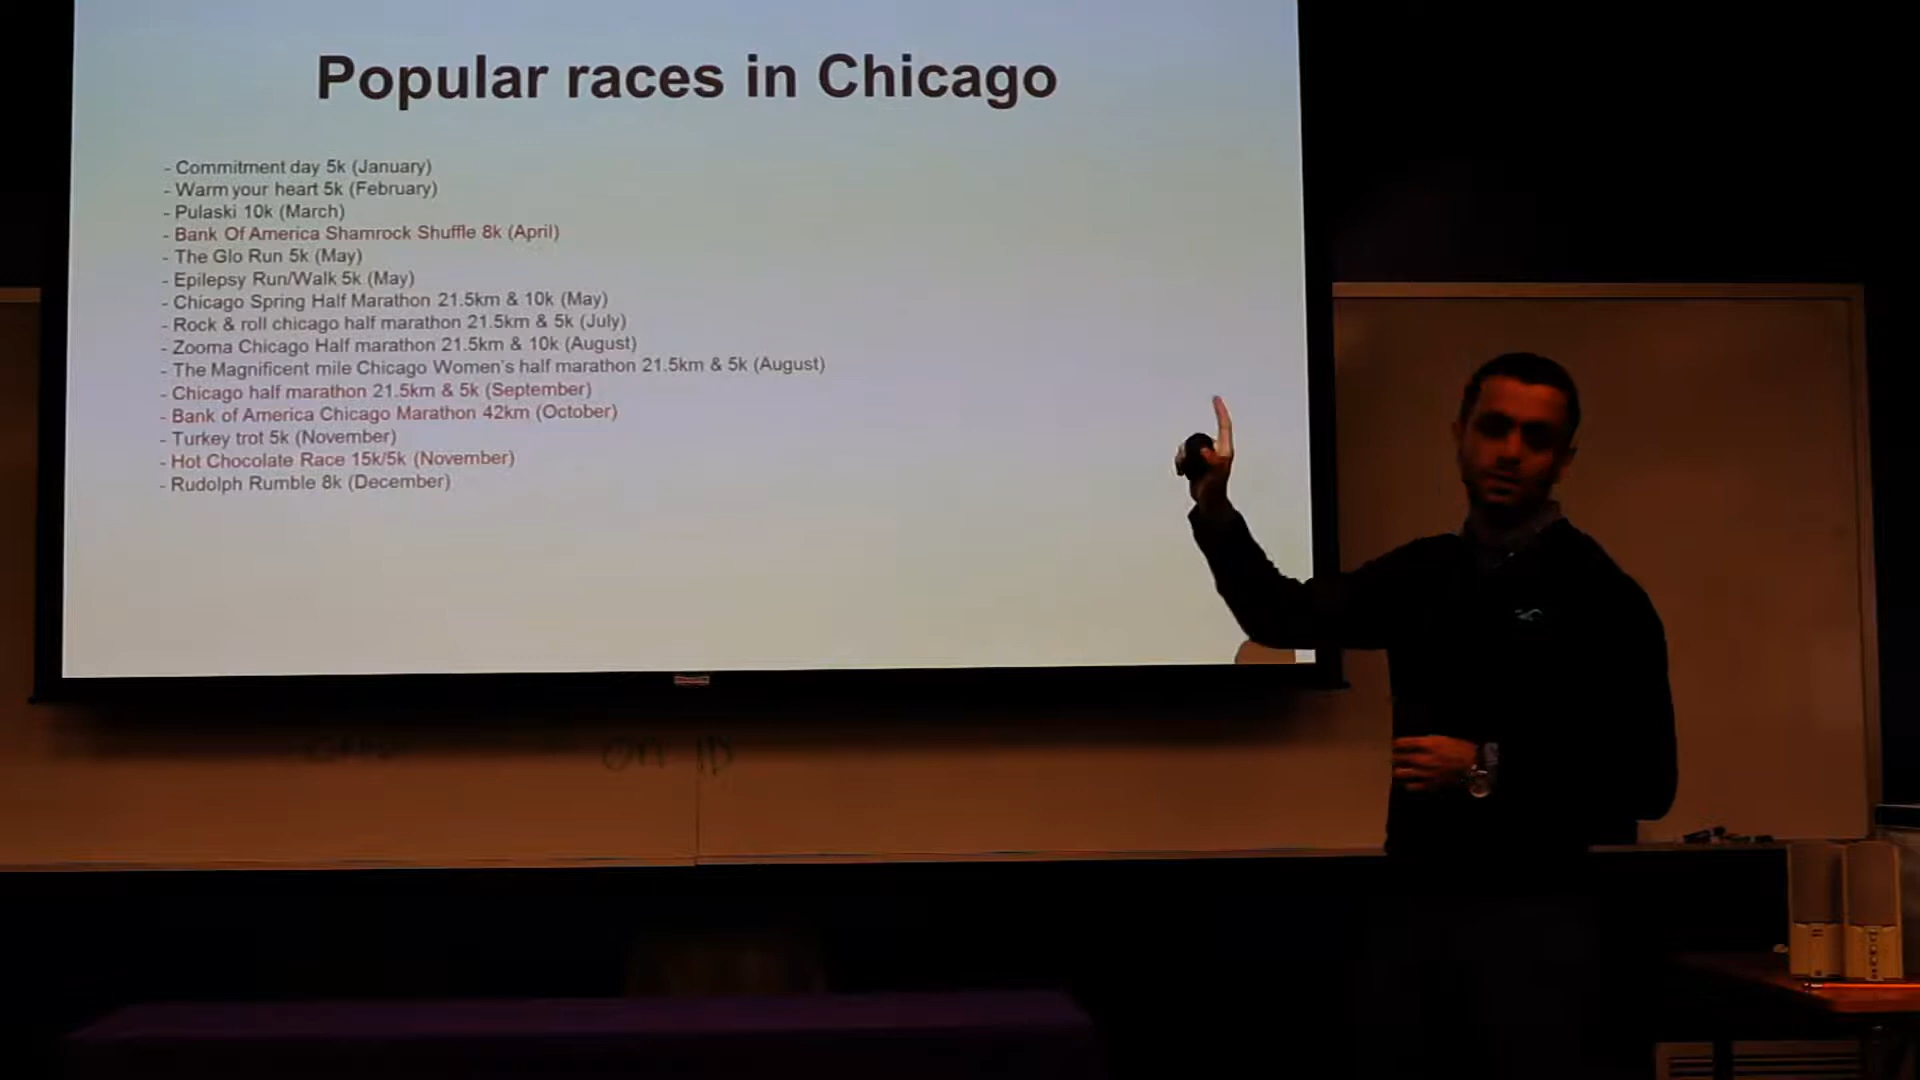 Popular races in Chicago
- Commitment day 5k (January)
- Warm your heart 5k (February)
- Pulaski 10k (March)
- Bank Of America Shamrock Shuffle 8k (April)
- The Glo Run 5k (May)
- Epilepsy Run/Walk 5k (May)
- Chicago Spring Half Marathon 21.5km & 10k (May)
- Rock & roll chicago half marathon 21.5km & 5k (July)
- Zooma Chicago Half marathon 21.5km & 10k (August)
- The Magnificent mile Chicago Women's half marathon 21.5km & 5k (August)
- Chicago half marathon 21.5km & 5k (September)
- Bank of America Chicago Marathon 42km (October)
- Turkey trot 5k (November)
- Hot Chocolate Race 15k/5k (November)
- Rudolph Rumble 8k (December)